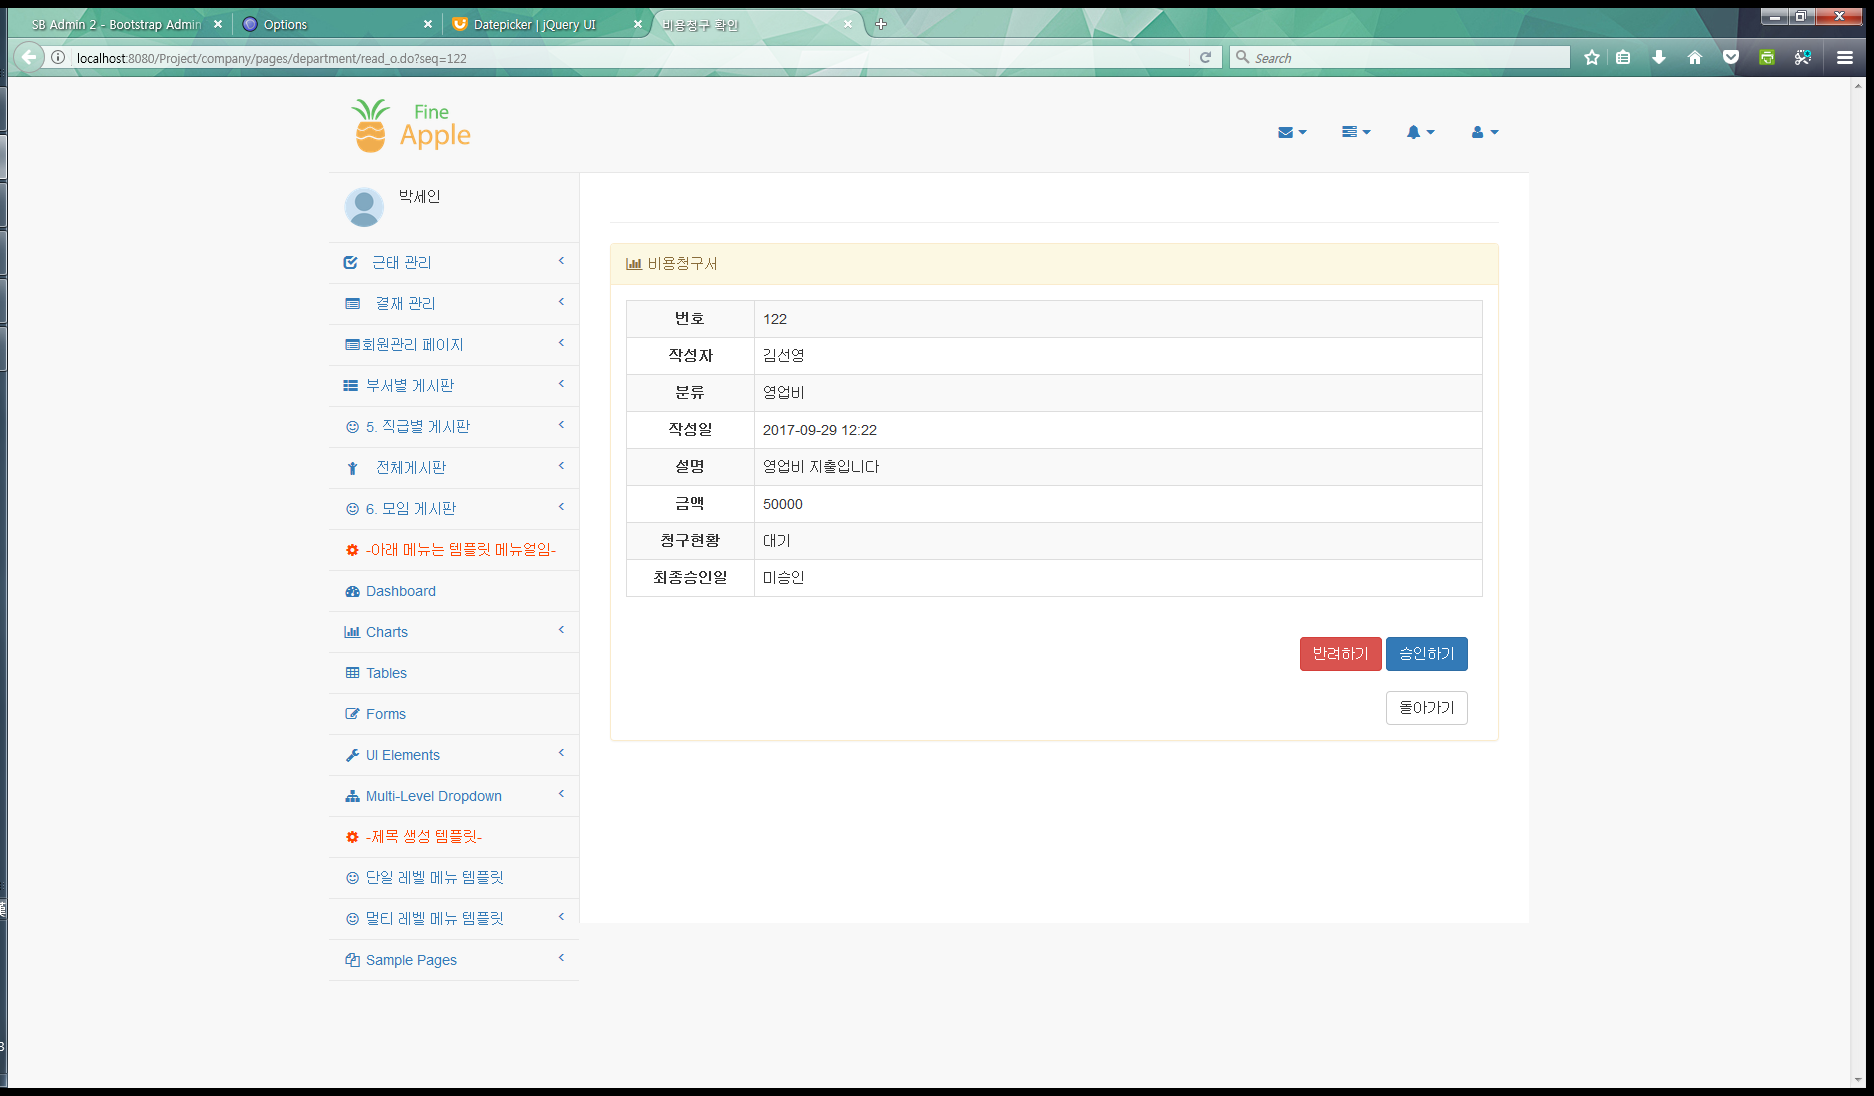 SB Admin 2 - Bootstrap Admin
Options
Datepicker | jQuery UI
비용청구 확인
localhost:8080/Project/company/pages/department/read_o.do?seq=122
Search
Fine
Apple
박세인
근태 관리
결재 관리
회원관리 페이지
부서별 게시판
5. 직급별 게시판
전체게시판
6. 모임 게시판
-아래 메뉴는 템플릿 메뉴얼임-
Dashboard
Charts
Tables
Forms
UI Elements
Multi-Level Dropdown
-제목 생성 템플릿-
단일 레벨 메뉴 템플릿
멀티 레벨 메뉴 템플릿
Sample Pages
비용청구서
번호 122
작성자 김선영
분류 영업비
작성일 2017-09-29 12:22
설명 영업비 지출입니다
금액 50000
청구현황 대기
최종승인일 미승인
반려하기 승인하기
돌아가기